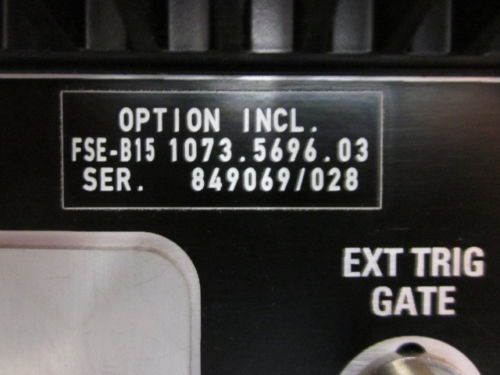 OPTION INCL.
FSE-B15 1073.5696.03
SER. 849069/028
EXT TRIG
GATE